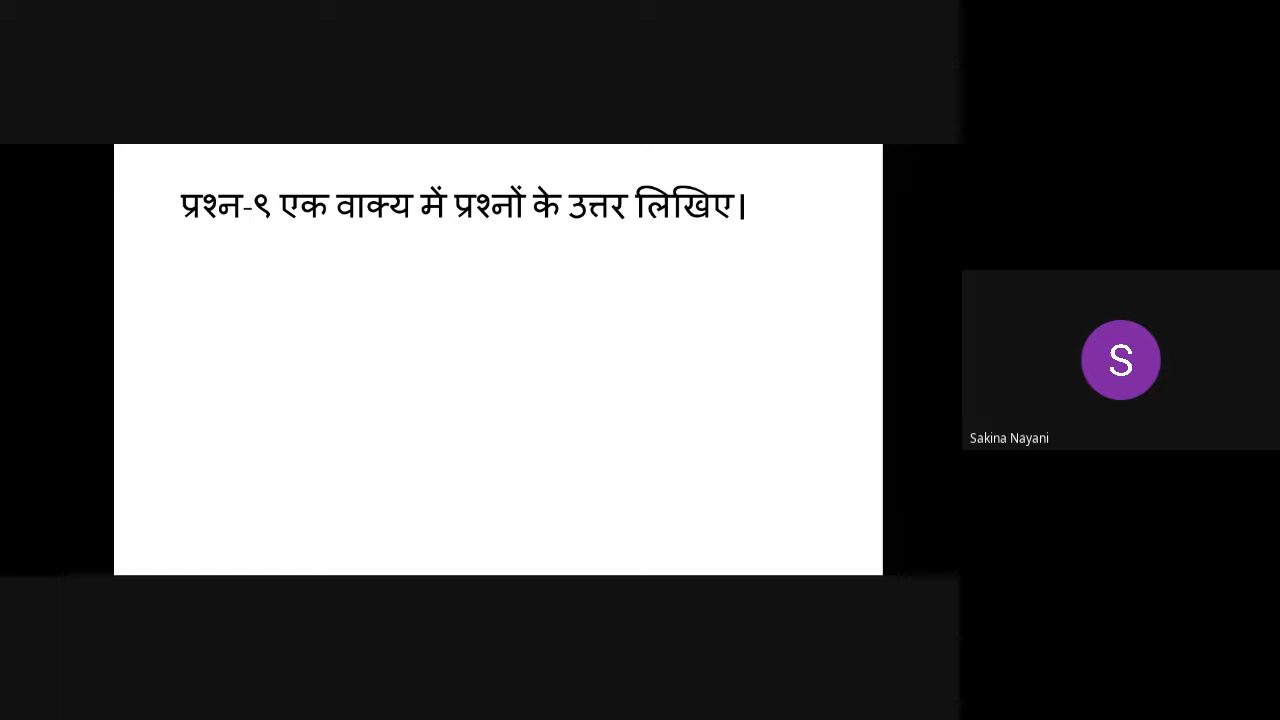 प्रश्न-९ एक वाक्य में प्रश्नों के उत्तर लिखिए।
S
Sakina Nayani